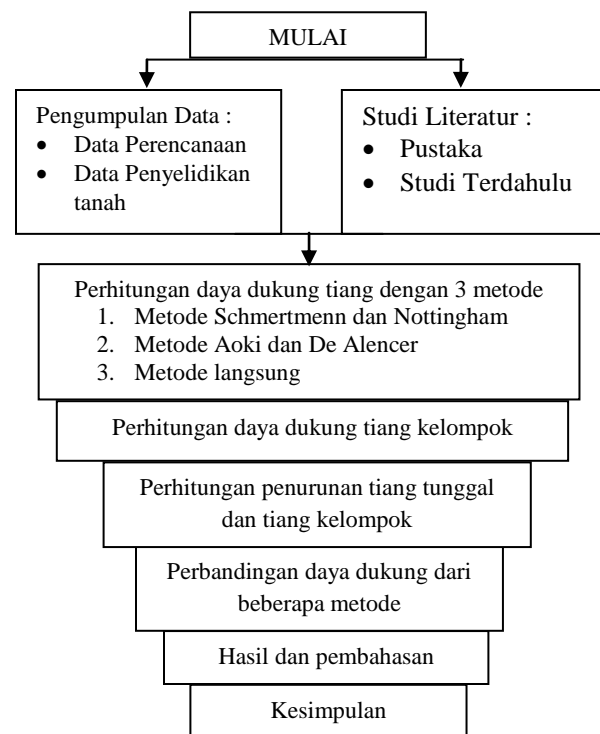 MULAI
Pengumpulan Data :
• Data Perencanaan
• Data Penyelidikan
tanah
Studi Literatur :
• Pustaka
• Studi Terdahulu
Perhitungan daya dukung tiang dengan 3 metode
1. Metode Schmertmenn dan Nottingham
2. Metode Aoki dan De Alencer
3. Metode langsung
Perhitungan daya dukung tiang kelompok
Perhitungan penurunan tiang tunggal
dan tiang kelompok
Perbandingan daya dukung dari
beberapa metode
Hasil dan pembahasan
Kesimpulan